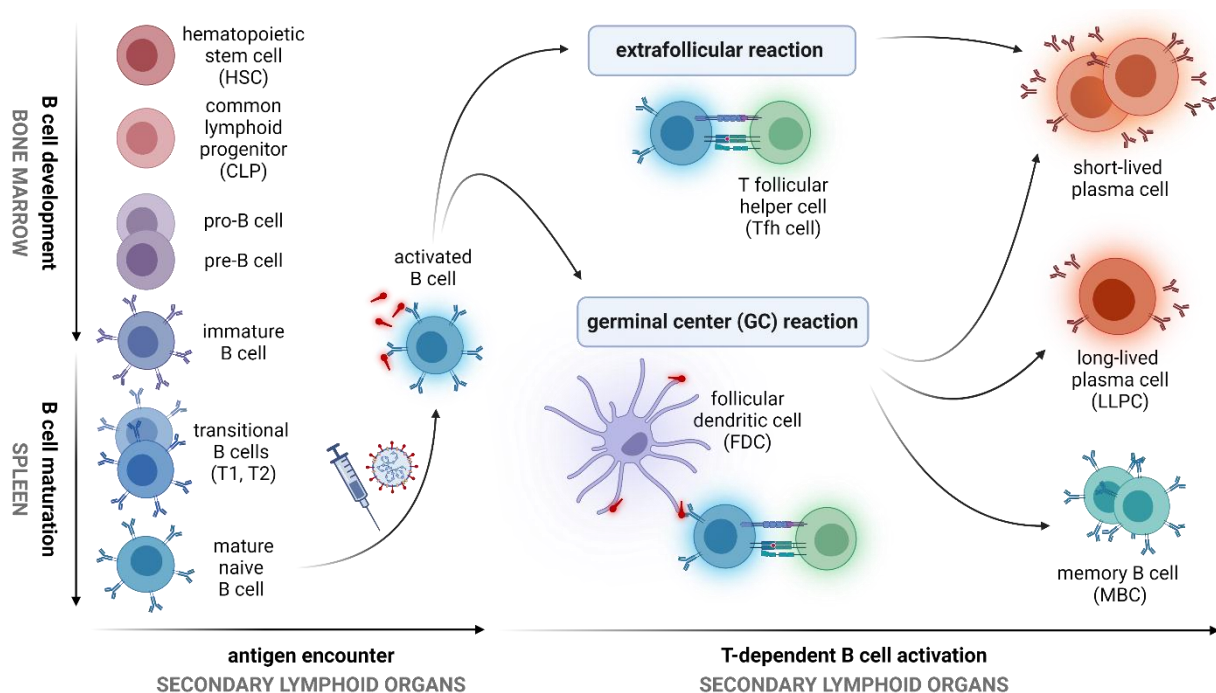 B cell development
BONE MARROW
hematopoietic
stem cell
(HSC)
common
lymphoid
progenitor
(CLP)
pro-B cell
pre-B cell
immature
B cell
B cell maturation
SPLEEN
transitional
B cells
(T1, T2)
mature
naive
B cell
activated
B cell
extrafollicular reaction
T follicular
helper cell
(Tfh cell)
germinal center (GC) reaction
follicular
dendritic cell
(FDC)
short-lived
plasma cell
long-lived
plasma cell
(LLPC)
memory B cell
(MBC)
antigen encounter
SECONDARY LYMPHOID ORGANS
T-dependent B cell activation
SECONDARY LYMPHOID ORGANS